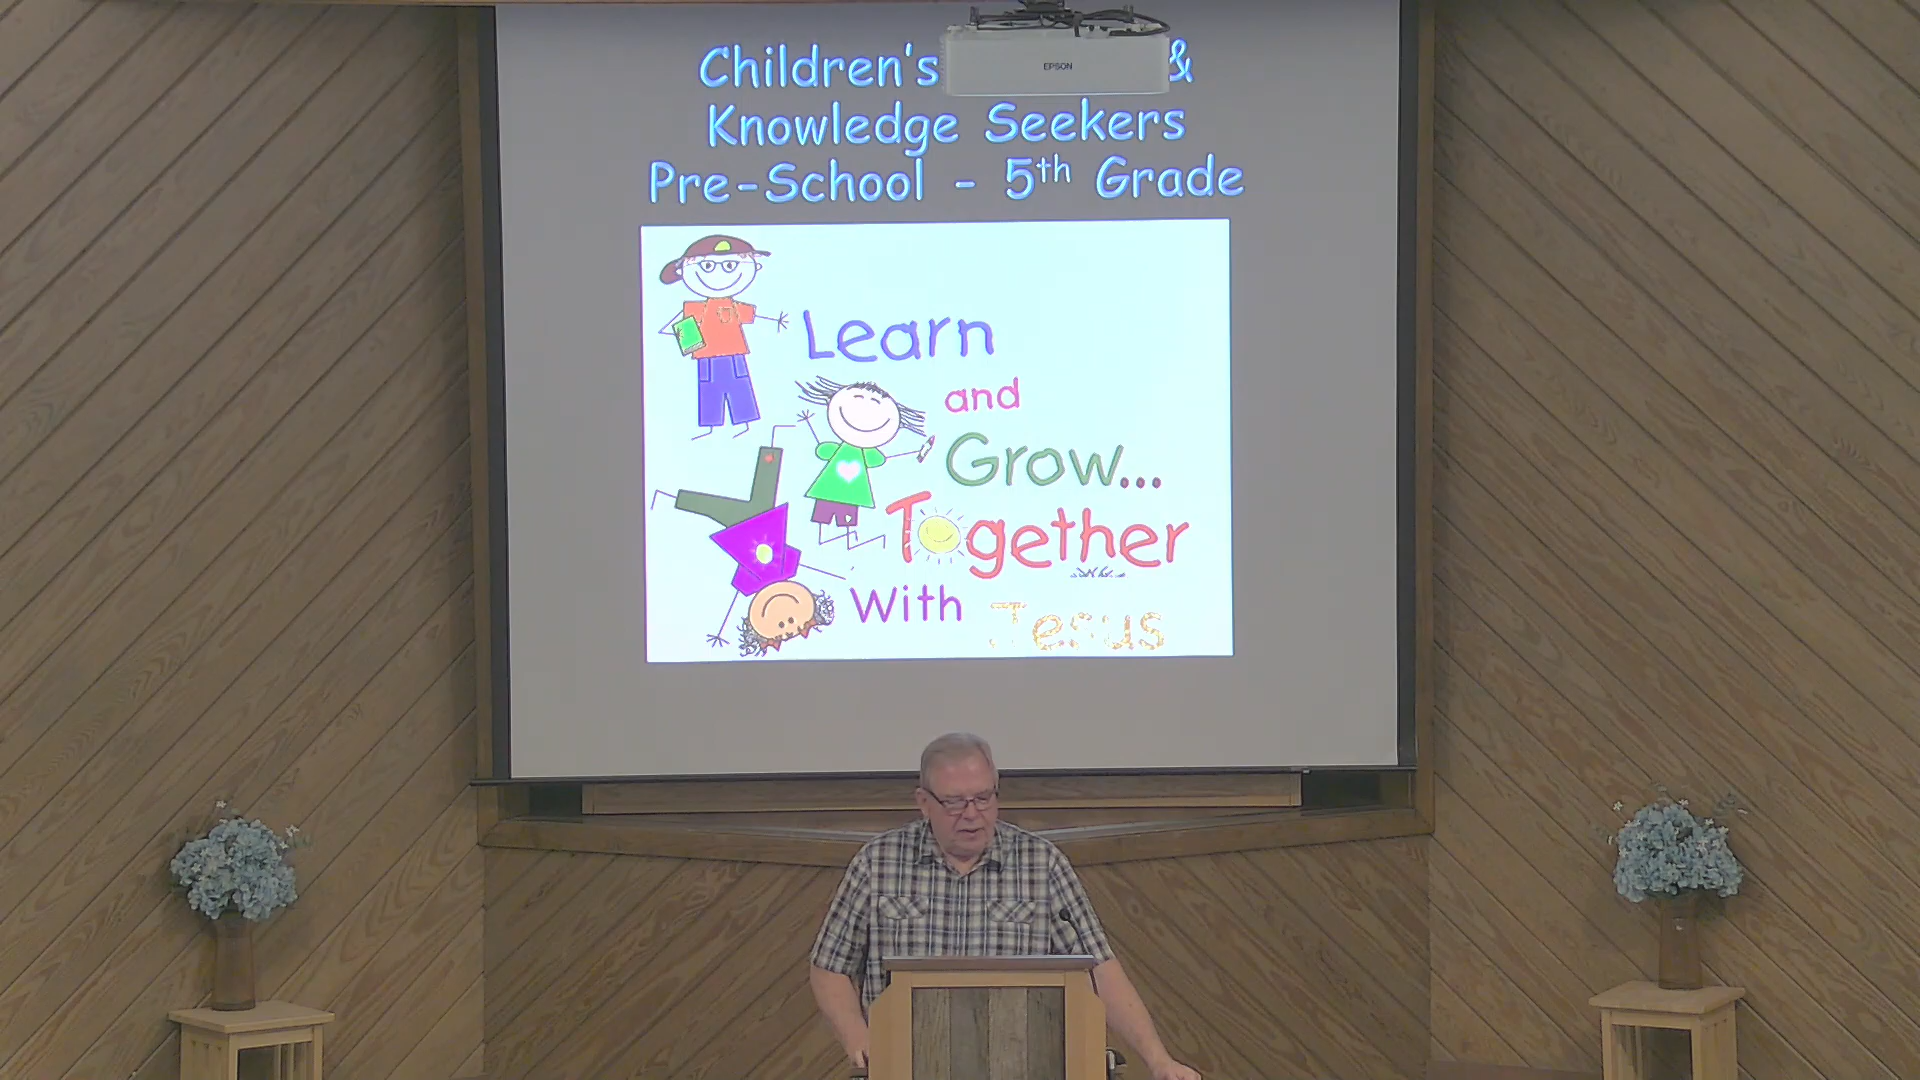 Children's &
EPSON
Knowledge Seekers
Pre-School - 5th Grade
Learn
and
Grow...
Together
With Jesus